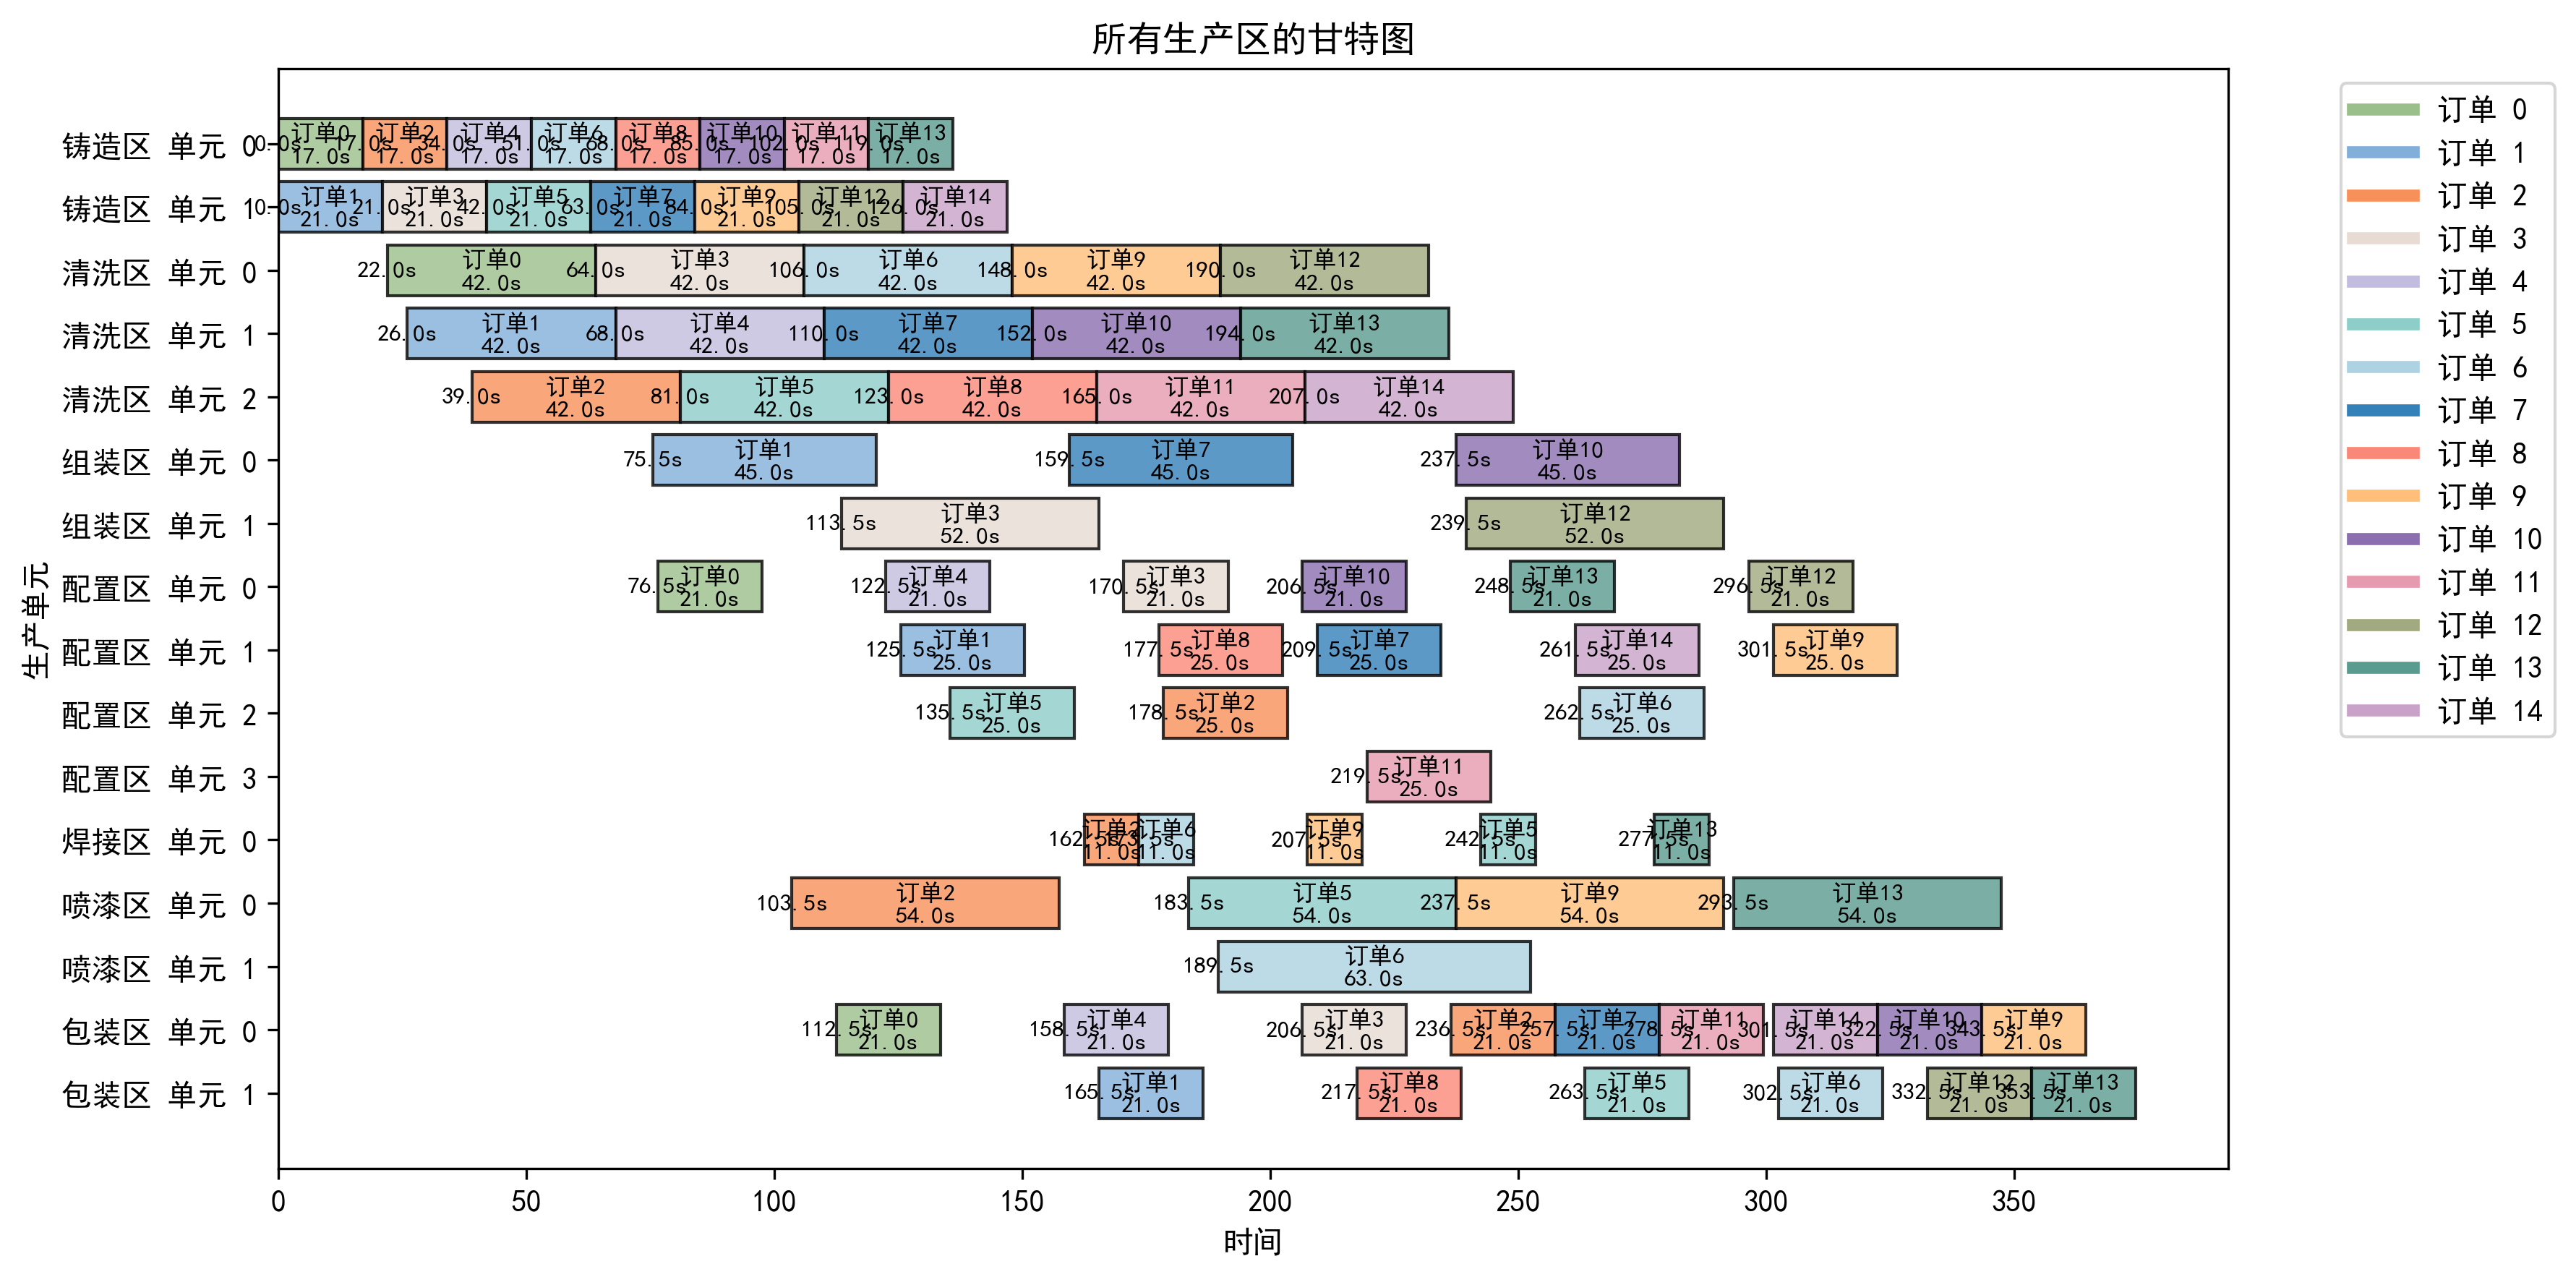 所有生产区的甘特图
铸造区 单元 0
0.0s 订单0 17.0s
17.0s 订单2 17.0s
34.0s 订单4 17.0s
51.0s 订单6 17.0s
68.0s 订单8 17.0s
85.0s 订单10 17.0s
102.0s 订单11 17.0s
119.0s 订单13 17.0s
铸造区 单元 1
0.0s 订单1 21.0s
21.0s 订单3 21.0s
42.0s 订单5 21.0s
63.0s 订单7 21.0s
84.0s 订单9 21.0s
105.0s 订单12 21.0s
126.0s 订单14 21.0s
清洗区 单元 0
22.0s 订单0 42.0s
64.0s 订单3 42.0s
106.0s 订单6 42.0s
148.0s 订单9 42.0s
190.0s 订单12 42.0s
清洗区 单元 1
26.0s 订单1 42.0s
68.0s 订单4 42.0s
110.0s 订单7 42.0s
152.0s 订单10 42.0s
194.0s 订单13 42.0s
清洗区 单元 2
39.0s 订单2 42.0s
81.0s 订单5 42.0s
123.0s 订单8 42.0s
165.0s 订单11 42.0s
207.0s 订单14 42.0s
组装区 单元 0
75.5s 订单1 45.0s
159.5s 订单7 45.0s
237.5s 订单10 45.0s
组装区 单元 1
113.5s 订单3 52.0s
239.5s 订单12 52.0s
配置区 单元 0
76.5s 订单0 21.0s
122.5s 订单4 21.0s
170.5s 订单3 21.0s
206.5s 订单10 21.0s
248.5s 订单13 21.0s
296.5s 订单12 21.0s
配置区 单元 1
125.5s 订单1 25.0s
177.5s 订单8 25.0s
209.5s 订单7 25.0s
261.5s 订单14 25.0s
301.5s 订单9 25.0s
配置区 单元 2
135.5s 订单5 25.0s
178.5s 订单2 25.0s
262.5s 订单6 25.0s
配置区 单元 3
219.5s 订单11 25.0s
焊接区 单元 0
162.5s 订单2 11.0s
173.5s 订单6 11.0s
207.5s 订单9 11.0s
242.5s 订单5 11.0s
277.5s 订单13 11.0s
喷漆区 单元 0
103.5s 订单2 54.0s
183.5s 订单5 54.0s
237.5s 订单9 54.0s
293.5s 订单13 54.0s
喷漆区 单元 1
189.5s 订单6 63.0s
包装区 单元 0
112.5s 订单0 21.0s
158.5s 订单4 21.0s
206.5s 订单3 21.0s
236.5s 订单2 21.0s
257.5s 订单7 21.0s
278.5s 订单11 21.0s
301.5s 订单14 21.0s
322.5s 订单10 21.0s
343.5s 订单9 21.0s
包装区 单元 1
165.5s 订单1 21.0s
217.5s 订单8 21.0s
263.5s 订单5 21.0s
302.5s 订单6 21.0s
332.5s 订单12 21.0s
353.5s 订单13 21.0s
生产单元
0 50 100 150 200 250 300 350
时间
订单 0
订单 1
订单 2
订单 3
订单 4
订单 5
订单 6
订单 7
订单 8
订单 9
订单 10
订单 11
订单 12
订单 13
订单 14